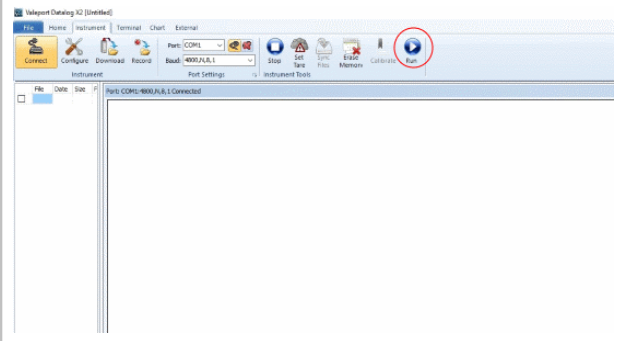 Valeport Datalog X2 [Untitled]
File Home Instrument Terminal Chart External
Port: COM1
Baud: 4800,N,8,1
Connect Configure Download Record Stop Set Tare Sync Files Erase Memory Calibrate Run
Instrument Port Settings Instrument Tools
File Date Size F
Port: COM1:4800,N,8,1 Connected